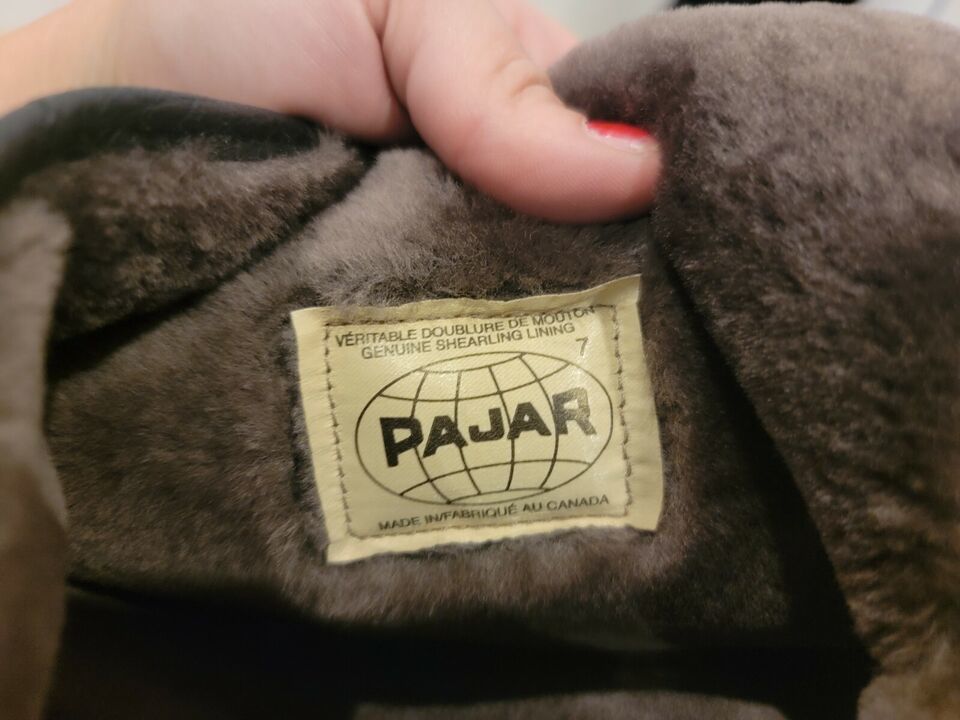 VÉRITABLE DOUBLURE DE MOUTON
GENUINE SHEARLING LINING
7
PAJAR
MADE IN/FABRIQUÉ AU CANADA